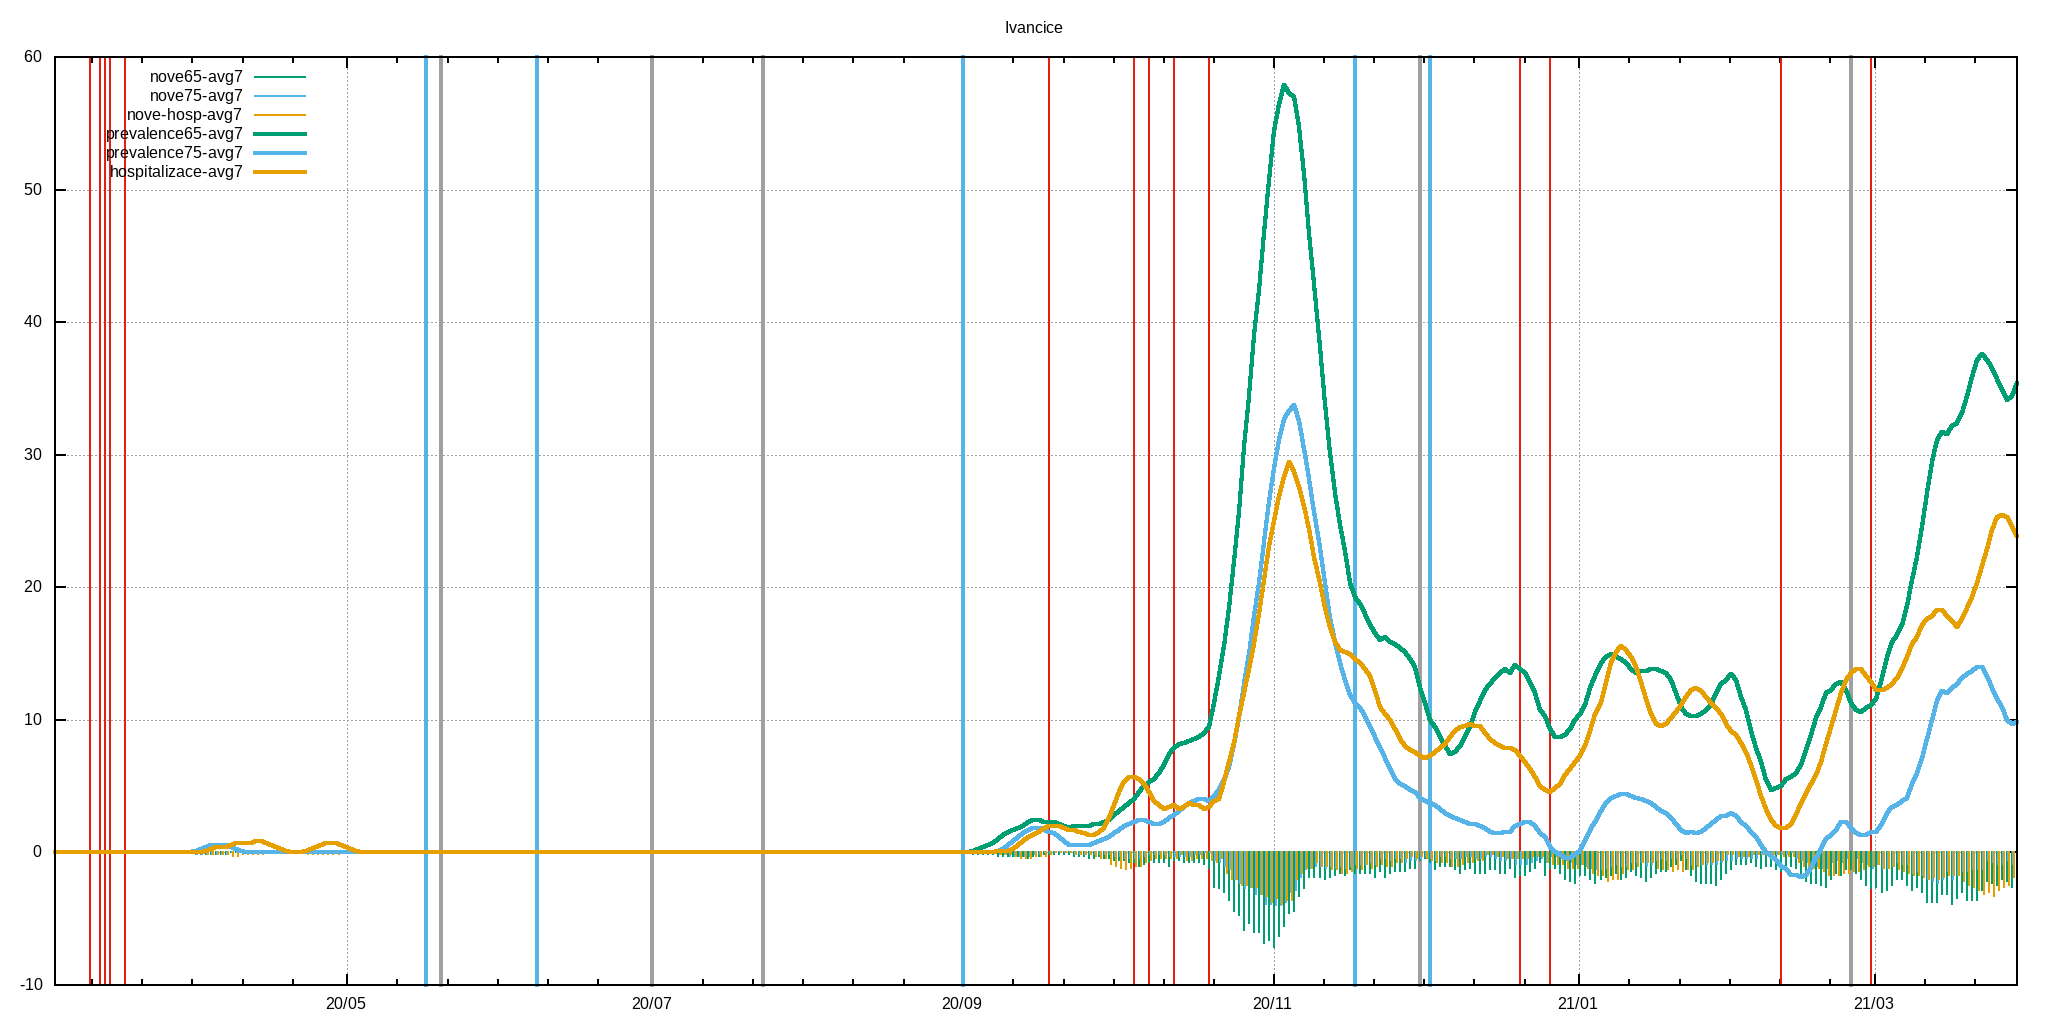 Ivancice
60
nove65-avg7
nove75-avg7
nove-hosp-avg7
prevalence65-avg7
prevalence75-avg7
hospitalizace-avg7
50
40
30
20
10
0
-10
20/05 20/07 20/09 20/11 21/01 21/03